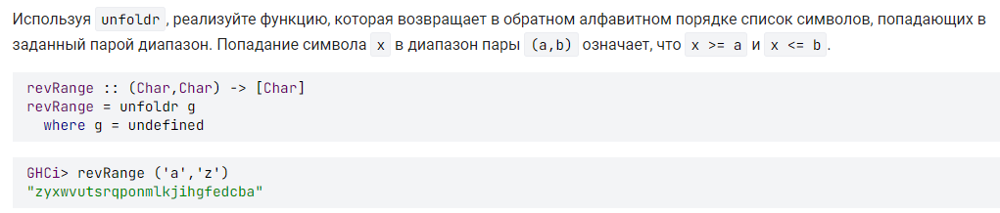 Используя unfoldr, реализуйте функцию, которая возвращает в обратном алфавитном порядке список символов, попадающих в
заданный парой диапазон. Попадание символа x в диапазон пары (a,b) означает, что x >= a и x <= b.
revRange :: (Char,Char) -> [Char]
revRange = unfoldr g
  where g = undefined
GHCi> revRange ('a','z')
"zyxwvutsrqponmlkjihgfedcba"